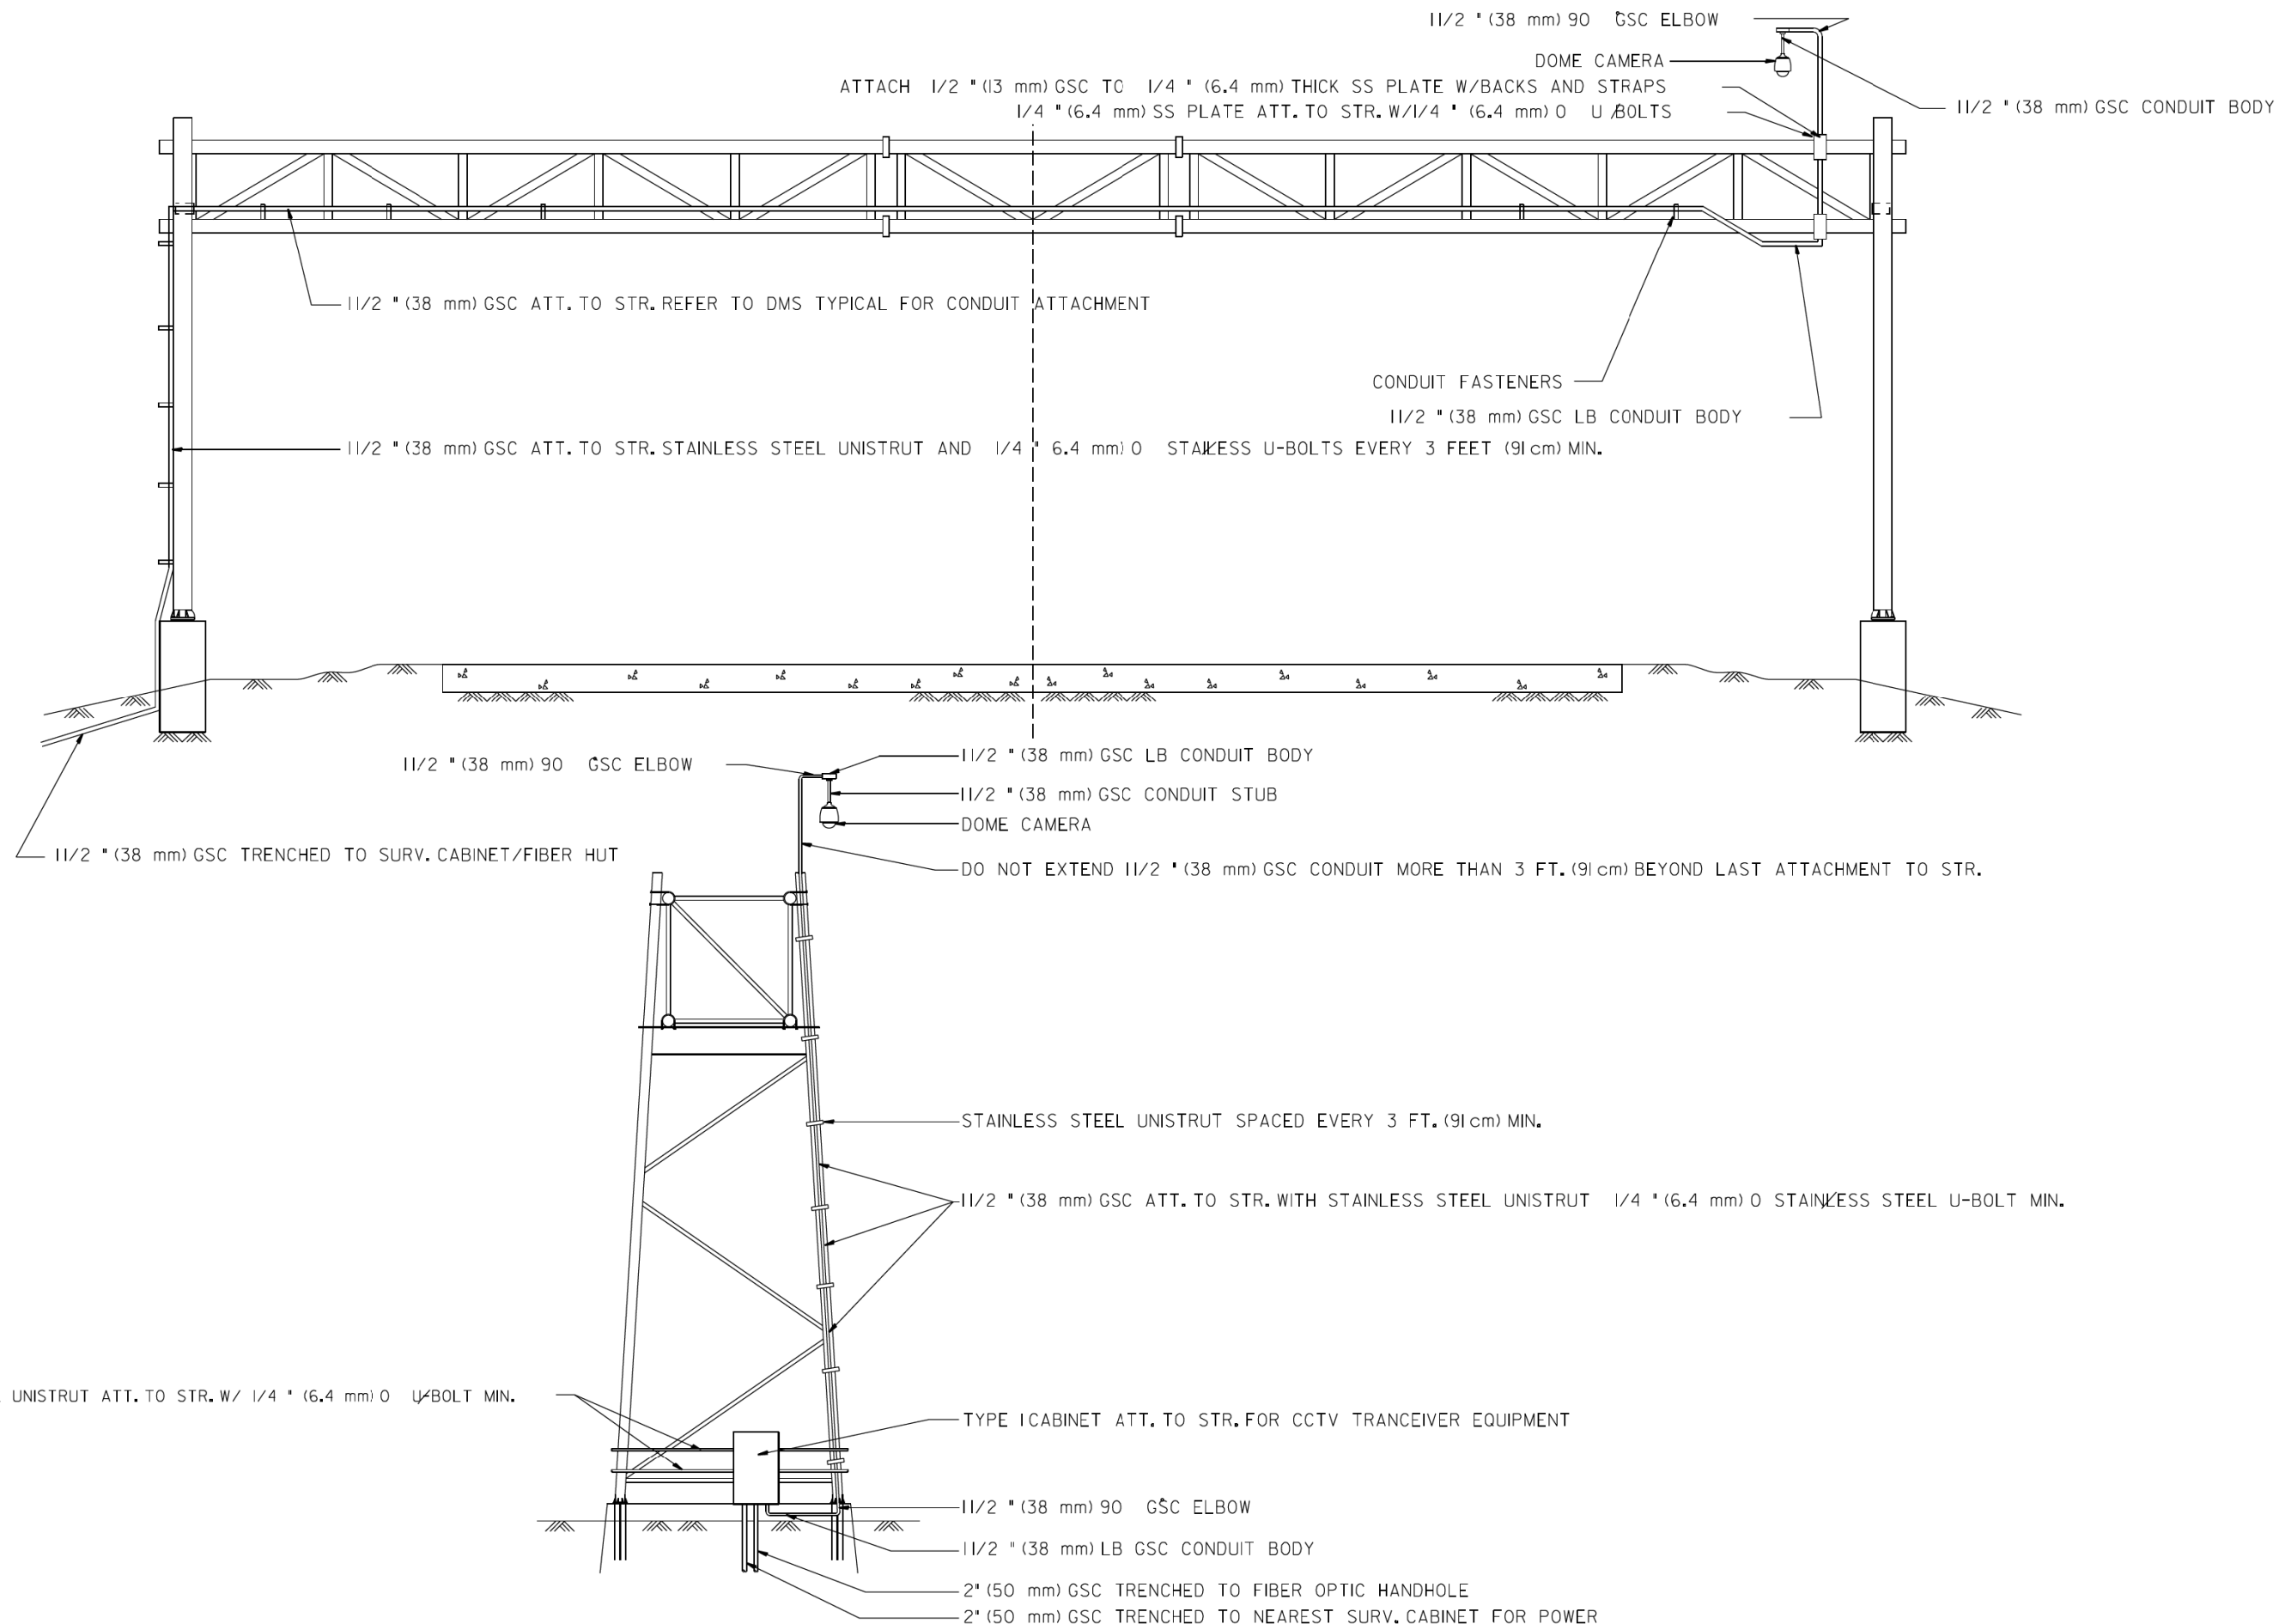 11/2 "(38 mm) 90° GSC ELBOW
DOME CAMERA
ATTACH 1/2 "(13 mm) GSC TO 1/4 " (6.4 mm) THICK SS PLATE W/BACKS AND STRAPS
11/2 "(38 mm) GSC CONDUIT BODY
1/4 "(6.4 mm) SS PLATE ATT. TO STR. W/1/4 " (6.4 mm) O U BOLTS
11/2 "(38 mm) GSC ATT. TO STR. REFER TO DMS TYPICAL FOR CONDUIT ATTACHMENT
CONDUIT FASTENERS
11/2 "(38 mm) GSC LB CONDUIT BODY
11/2 "(38 mm) GSC ATT. TO STR. STAINLESS STEEL UNISTRUT AND 1/4 " 6.4 mm) O U-BOLTS EVERY 3 FEET (91 cm) MIN.
11/2 "(38 mm) 90° GSC ELBOW
11/2 "(38 mm) GSC LB CONDUIT BODY
11/2 "(38 mm) GSC CONDUIT STUB
DOME CAMERA
11/2 "(38 mm) GSC TRENCHED TO SURV. CABINET/FIBER HUT
DO NOT EXTEND 11/2 "(38 mm) GSC CONDUIT MORE THAN 3 FT. (91 cm) BEYOND LAST ATTACHMENT TO STR.
STAINLESS STEEL UNISTRUT SPACED EVERY 3 FT. (91 cm) MIN.
11/2 "(38 mm) GSC ATT. TO STR. WITH STAINLESS STEEL UNISTRUT 1/4 "(6.4 mm) O STAINLESS STEEL U-BOLT MIN.
UNISTRUT ATT. TO STR. W/ 1/4 " (6.4 mm) O U-BOLT MIN.
TYPE 1 CABINET ATT. TO STR. FOR CCTV TRANCEIVER EQUIPMENT
11/2 "(38 mm) 90° GSC ELBOW
11/2 "(38 mm) LB GSC CONDUIT BODY
2"(50 mm) GSC TRENCHED TO FIBER OPTIC HANDHOLE
2"(50 mm) GSC TRENCHED TO NEAREST SURV. CABINET FOR POWER